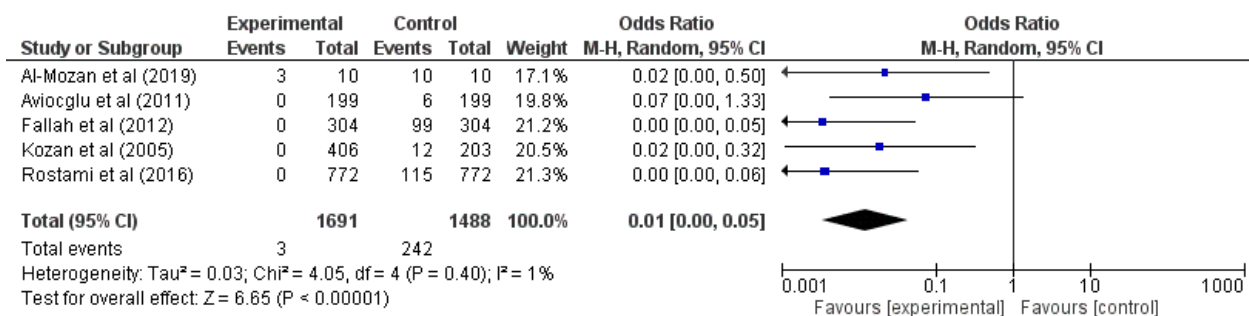 Experimental Control Odds Ratio Odds Ratio
Study or Subgroup Events Total Events Total Weight M-H, Random, 95% CI M-H, Random, 95% CI
Al-Mozan et al (2019) 3 10 10 10 17.1% 0.02 [0.00, 0.50]
Aviocglu et al (2011) 0 199 6 199 19.8% 0.07 [0.00, 1.33]
Fallah et al (2012) 0 304 99 304 21.2% 0.00 [0.00, 0.05]
Kozan et al (2005) 0 406 12 203 20.5% 0.02 [0.00, 0.32]
Rostami et al (2016) 0 772 115 772 21.3% 0.00 [0.00, 0.06]
Total (95% CI) 1691 1488 100.0% 0.01 [0.00, 0.05]
Total events 3 242
Heterogeneity: Tau² = 0.03; Chi² = 4.05, df = 4 (P = 0.40); I² = 1%
Test for overall effect: Z = 6.65 (P < 0.00001)
0.001 0.1 1 10 1000
Favours [experimental] Favours [control]